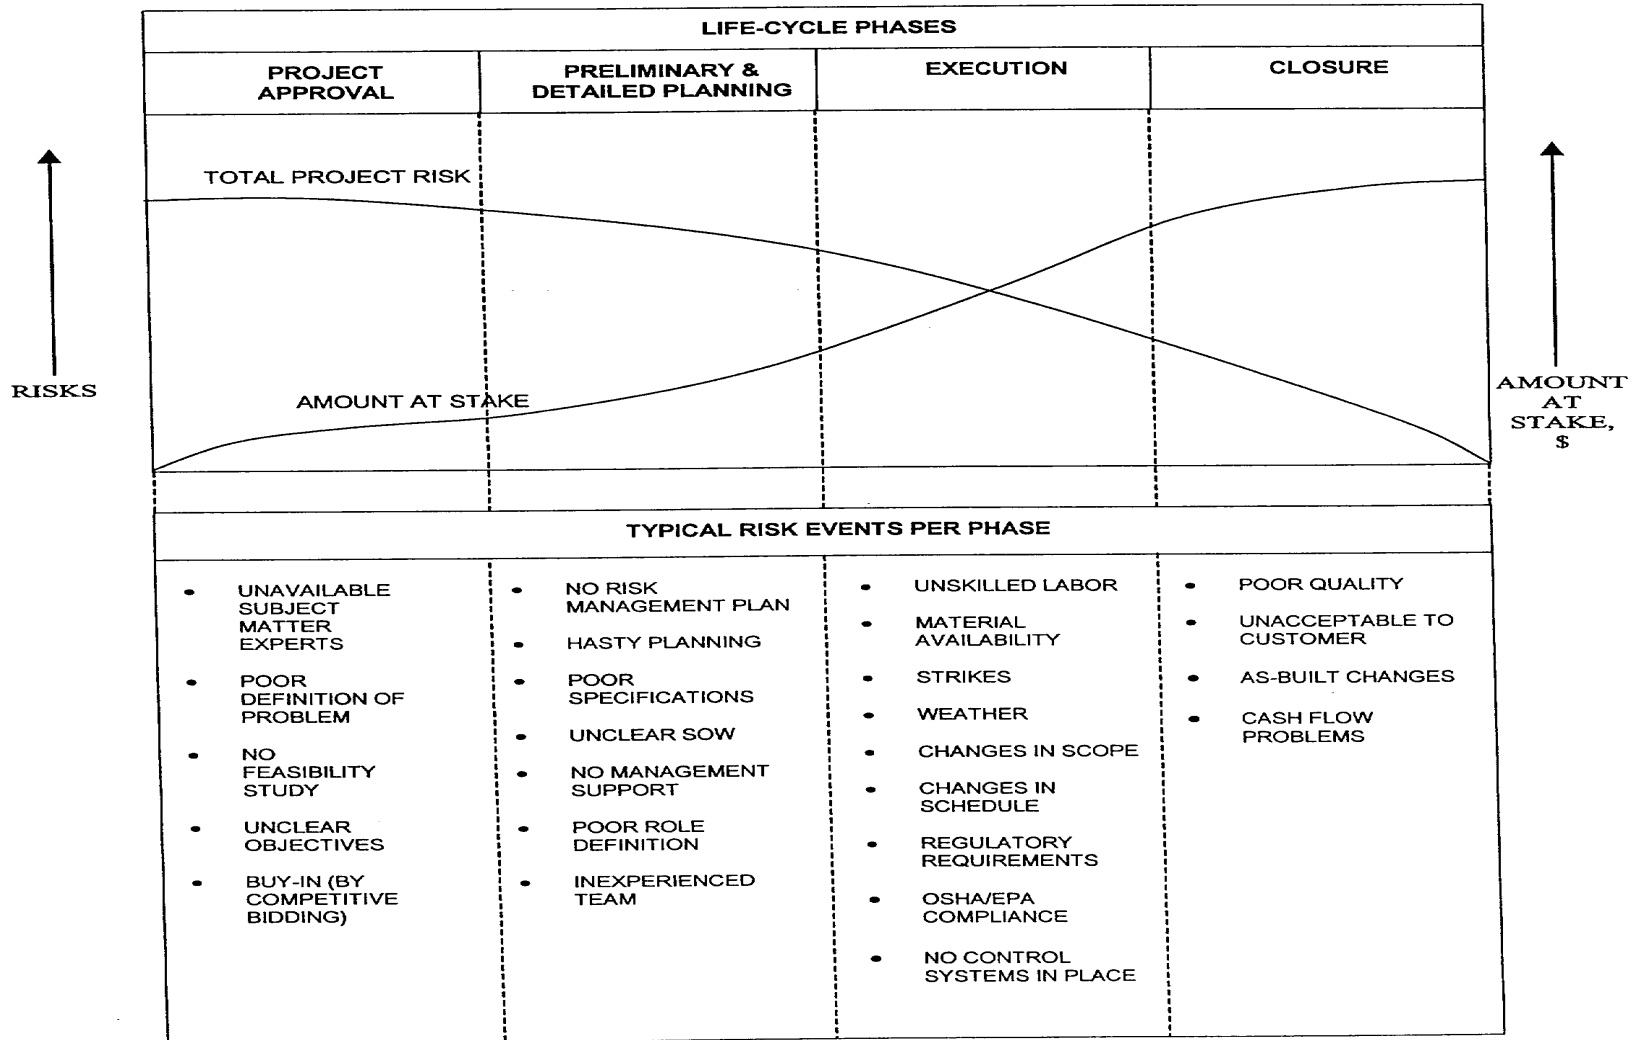 LIFE-CYCLE PHASES
PROJECT
APPROVAL
PRELIMINARY &
DETAILED PLANNING
EXECUTION
CLOSURE
TOTAL PROJECT RISK
AMOUNT AT STAKE
RISKS
AMOUNT
AT
STAKE,
$
TYPICAL RISK EVENTS PER PHASE
• UNAVAILABLE
SUBJECT
MATTER
EXPERTS
• POOR
DEFINITION OF
PROBLEM
• NO
FEASIBILITY
STUDY
• UNCLEAR
OBJECTIVES
• BUY-IN (BY
COMPETITIVE
BIDDING)
• NO RISK
MANAGEMENT PLAN
• HASTY PLANNING
• POOR
SPECIFICATIONS
• UNCLEAR SOW
• NO MANAGEMENT
SUPPORT
• POOR ROLE
DEFINITION
• INEXPERIENCED
TEAM
• UNSKILLED LABOR
• MATERIAL
AVAILABILITY
• STRIKES
• WEATHER
• CHANGES IN SCOPE
• CHANGES IN
SCHEDULE
• REGULATORY
REQUIREMENTS
• OSHA/EPA
COMPLIANCE
• NO CONTROL
SYSTEMS IN PLACE
• POOR QUALITY
• UNACCEPTABLE TO
CUSTOMER
• AS-BUILT CHANGES
• CASH FLOW
PROBLEMS